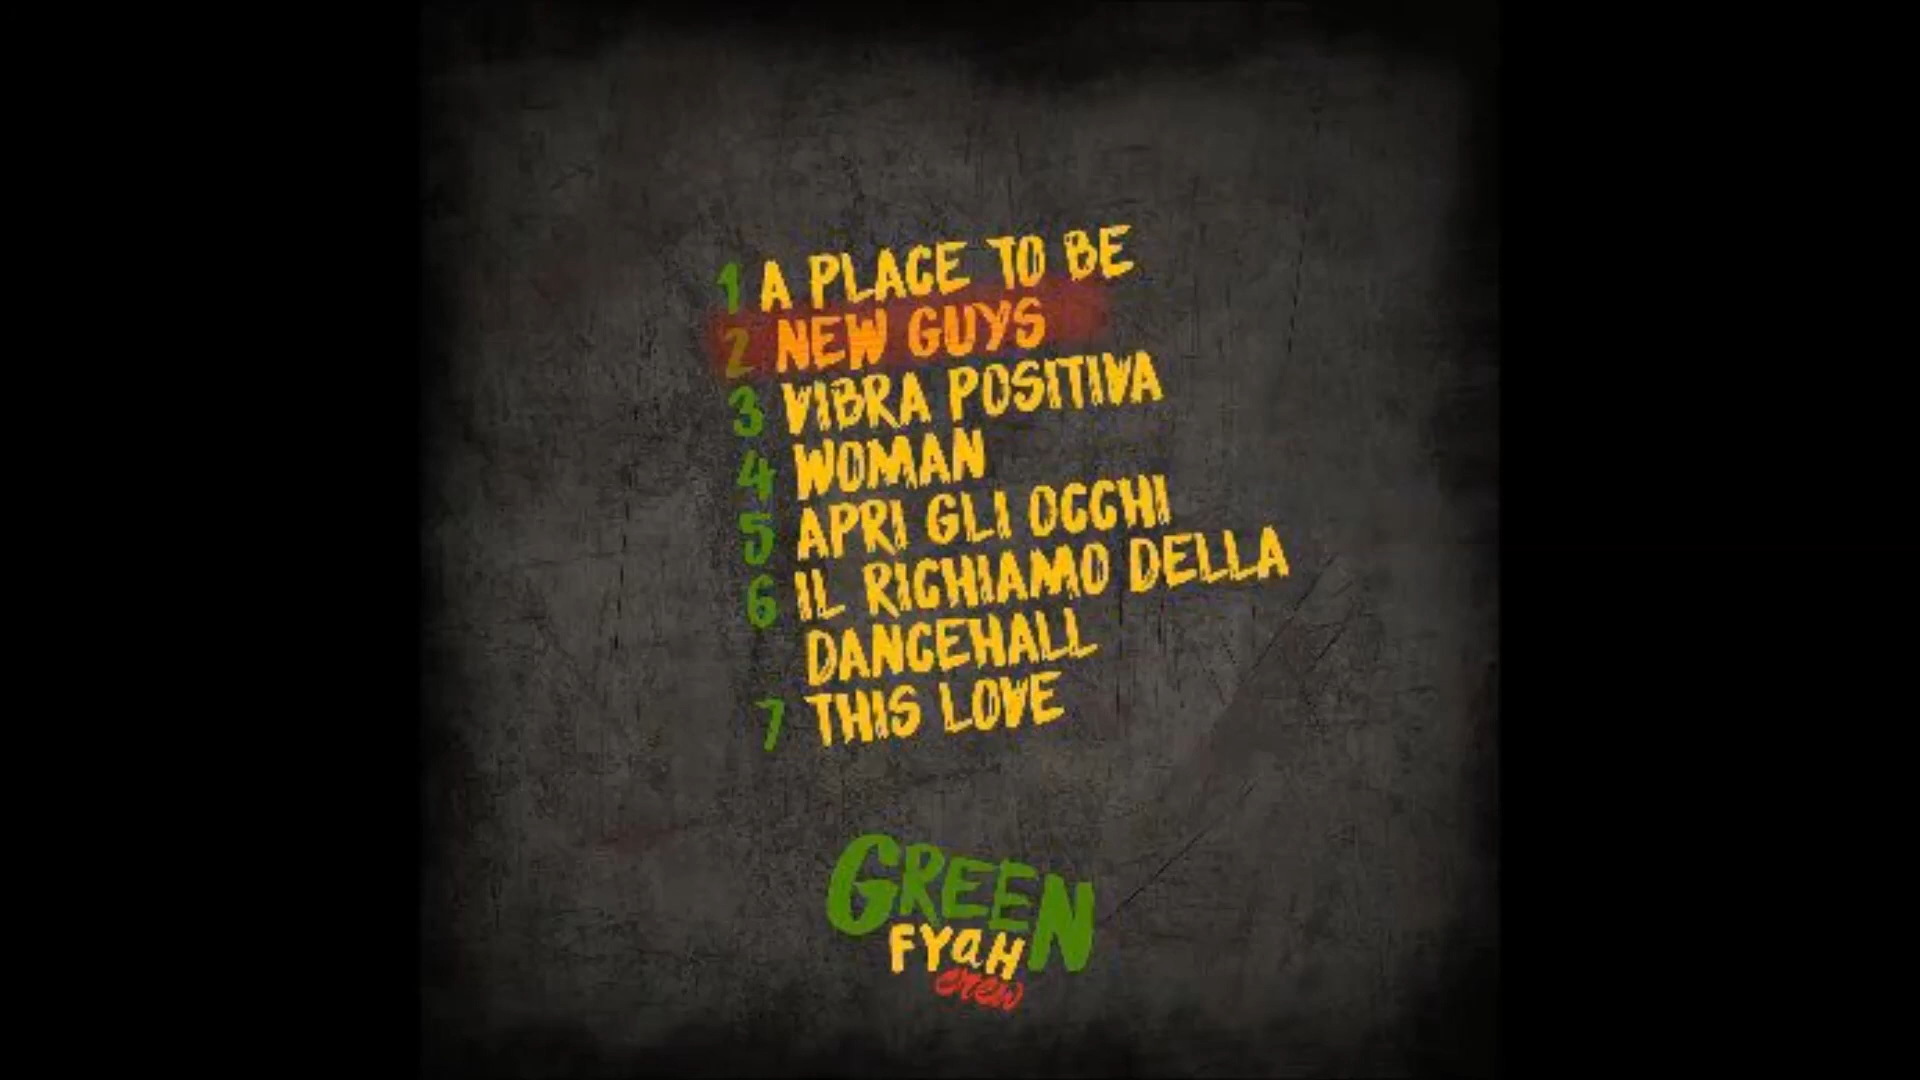 1 A PLACE TO BE
2 NEW GUYS
3 VIBRA POSITIVA
4 WOMAN
5 APRI GLI OCCHI
6 IL RICHIAMO DELLA
DANCEHALL
7 THIS LOVE
GREEN
FYaH
crew